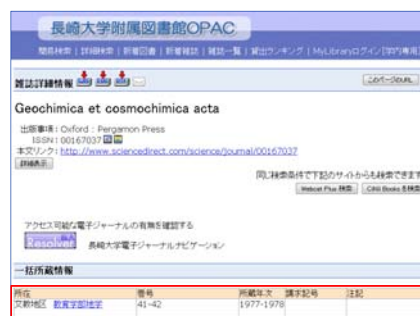 長崎大学附属図書館OPAC
簡易検索 | 詳細検索 | 新着図書 | 新着雑誌 | 雑誌一覧 | 貸出ランキング | MyLibraryログイン[学内専用]
雑誌詳細情報
このページのURL
Geochimica et cosmochimica acta
出版事項: Oxford : Pergamon Press
ISSN: 00167037
本文リンク: http://www.sciencedirect.com/science/journal/00167037
詳細表示
同じ検索条件で下記のサイトからも検索できます
Webcat Plus 検索 CiNii Books を検索
アクセス可能な電子ジャーナルの有無を確認する
Resolver 長崎大学電子ジャーナルナビゲーション
一括所蔵情報
所在 巻号 所蔵年次 請求記号 注記
文教地区 教育学部地学 41-42 1977-1978